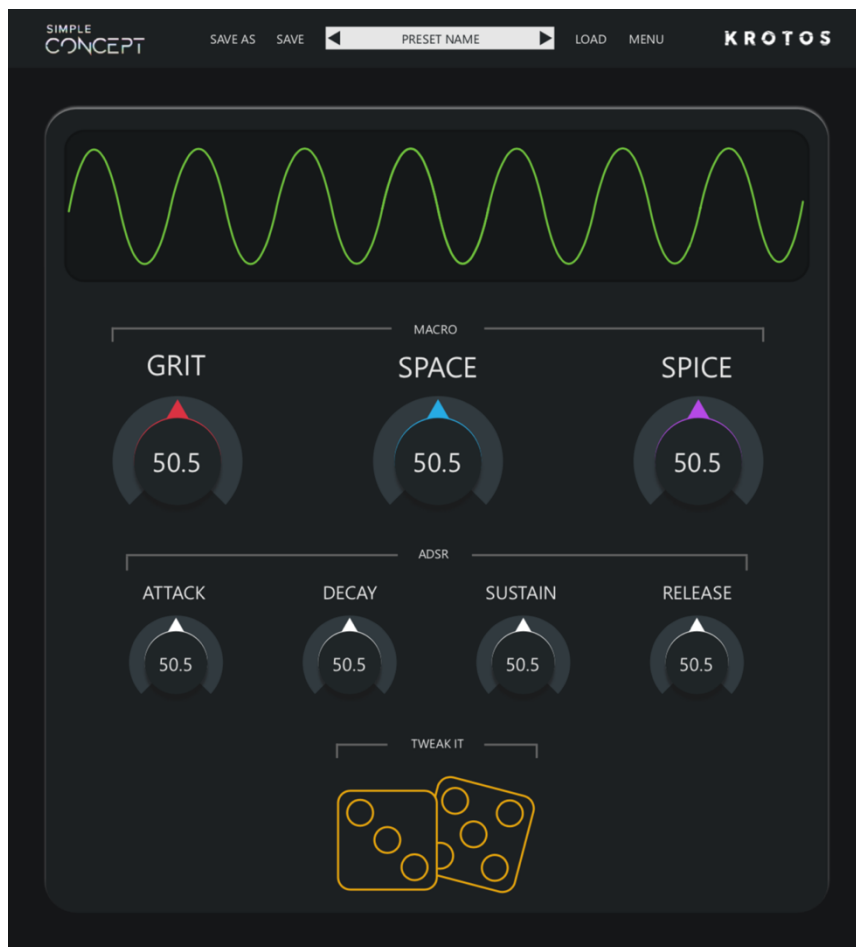 SIMPLE
CONCEPT
SAVE AS SAVE PRESET NAME LOAD MENU KROTOS
MACRO
GRIT SPACE SPICE
50.5 50.5 50.5
ADSR
ATTACK DECAY SUSTAIN RELEASE
50.5 50.5 50.5 50.5
TWEAK IT